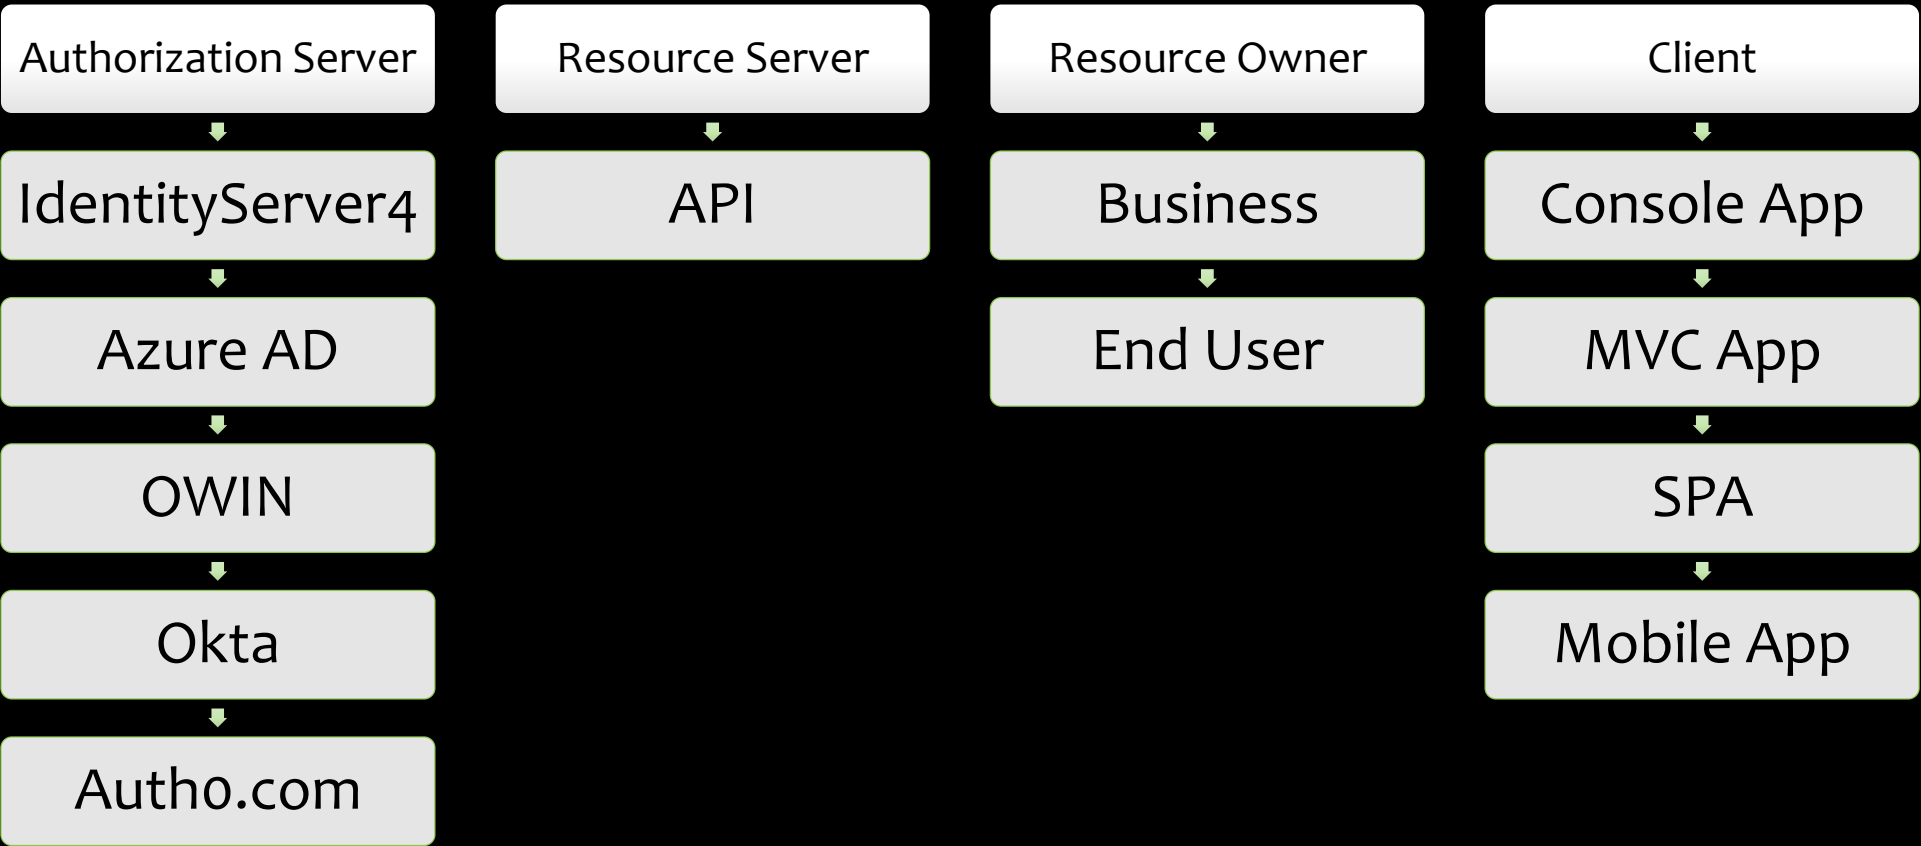 Authorization Server
IdentityServer4
Azure AD
OWIN
Okta
Auth0.com
Resource Server
API
Resource Owner
Business
End User
Client
Console App
MVC App
SPA
Mobile App